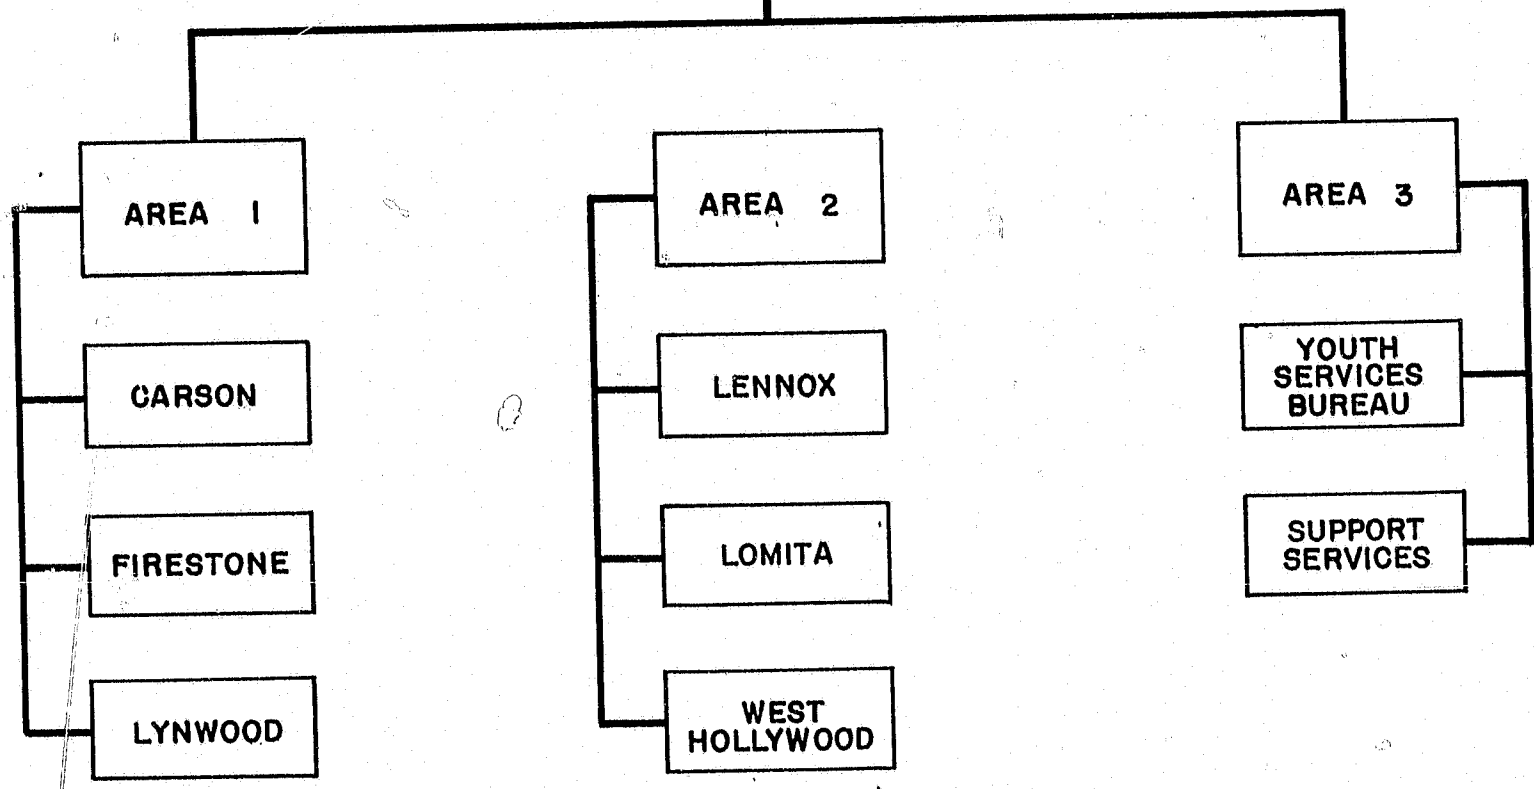 AREA 1
CARSON
FIRESTONE
LYNWOOD
AREA 2
LENNOX
LOMITA
WEST
HOLLYWOOD
AREA 3
YOUTH
SERVICES
BUREAU
SUPPORT
SERVICES